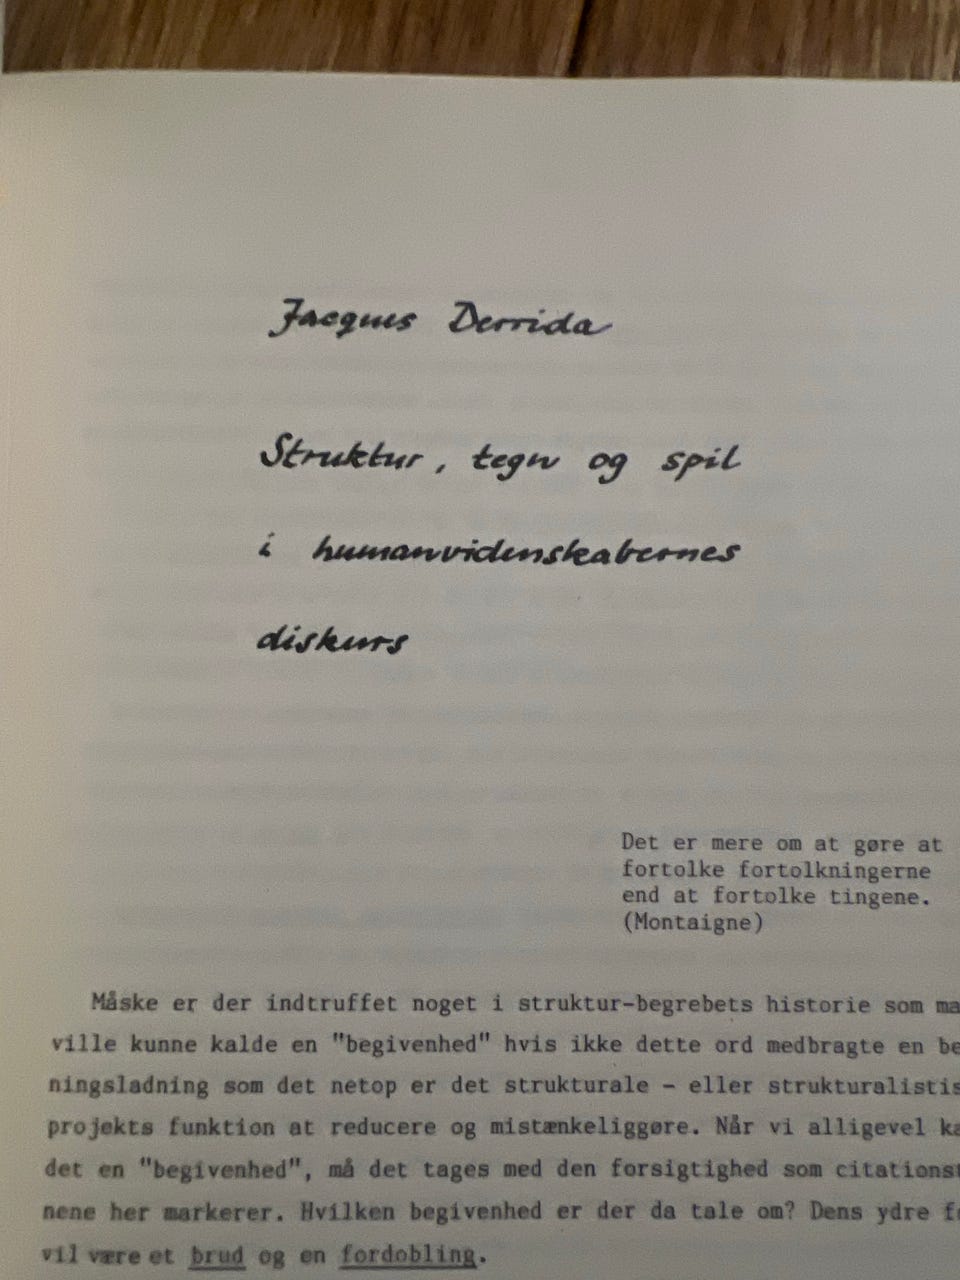 Jacques Derrida
Struktur, tegn og spil
i humanvidenskabernes
diskurs
Det er mere om at gøre at
fortolke fortolkningerne
end at fortolke tingene.
(Montaigne)
Måske er der indtruffet noget i struktur-begrebets historie som ma
ville kunne kalde en "begivenhed" hvis ikke dette ord medbragte en be
ningsladning som det netop er det strukturale - eller strukturalistis
projekts funktion at reducere og mistænkeliggøre. Når vi alligevel ka
det en "begivenhed", må det tages med den forsigtighed som citationst
nene her markerer. Hvilken begivenhed er der da tale om? Dens ydre f
vil være et brud og en fordobling.